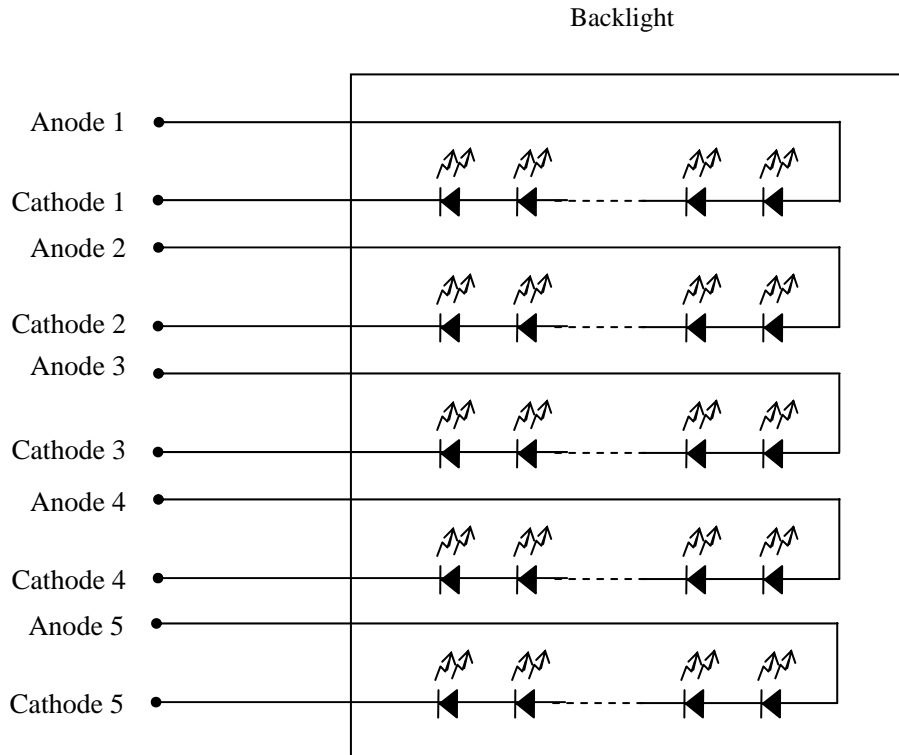 Backlight
Anode 1
Cathode 1
Anode 2
Cathode 2
Anode 3
Cathode 3
Anode 4
Cathode 4
Anode 5
Cathode 5